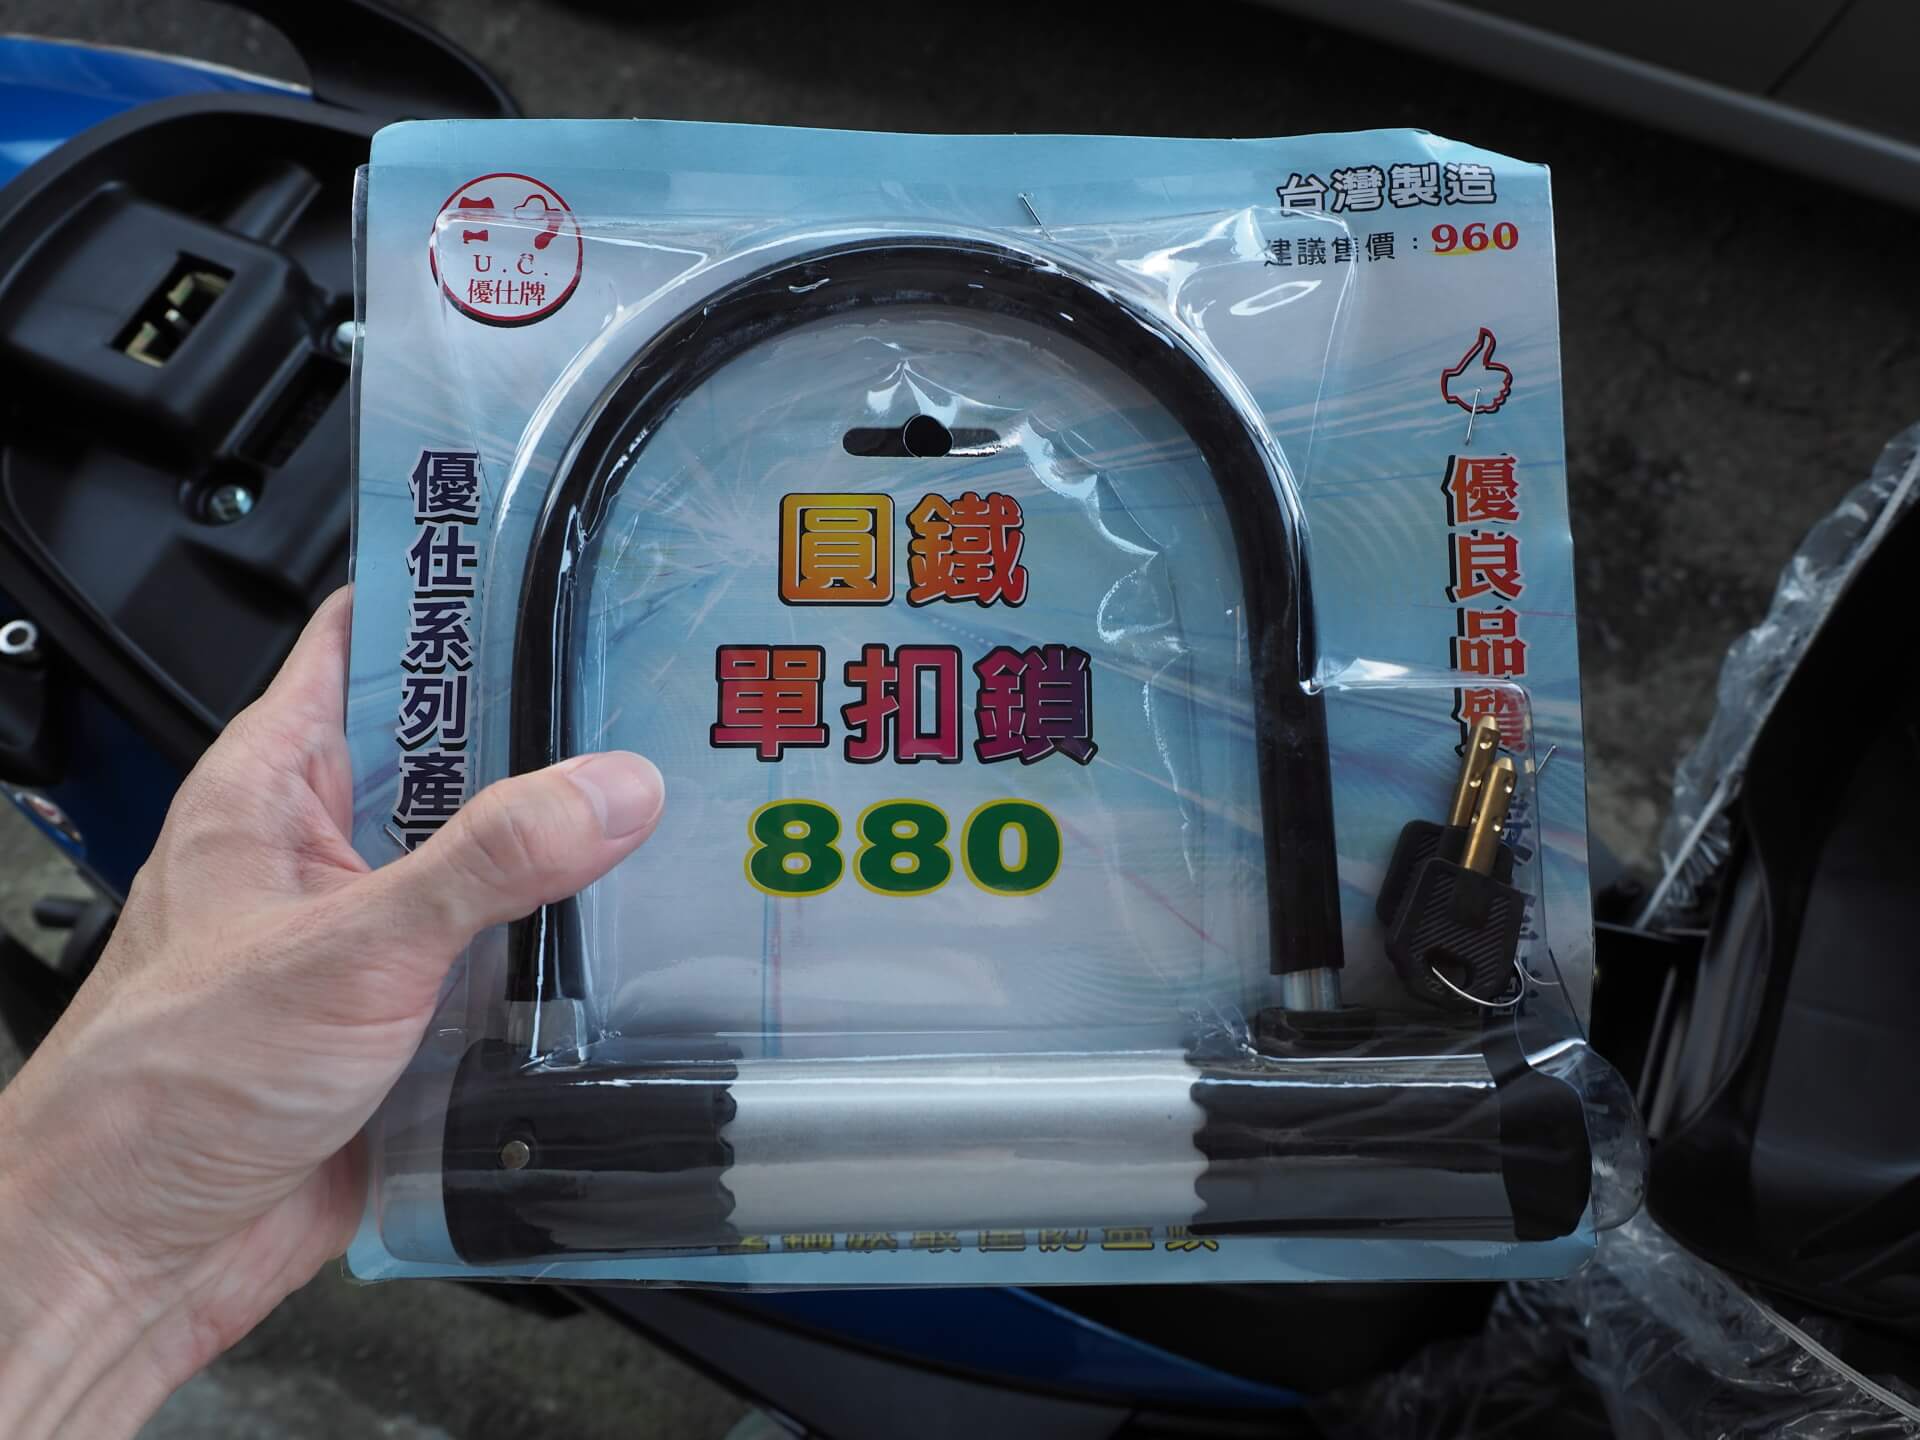 U.C.
優仕牌
台灣製造
建議售價：960
優仕系列產
圓鐵
單扣鎖
880
優良品質